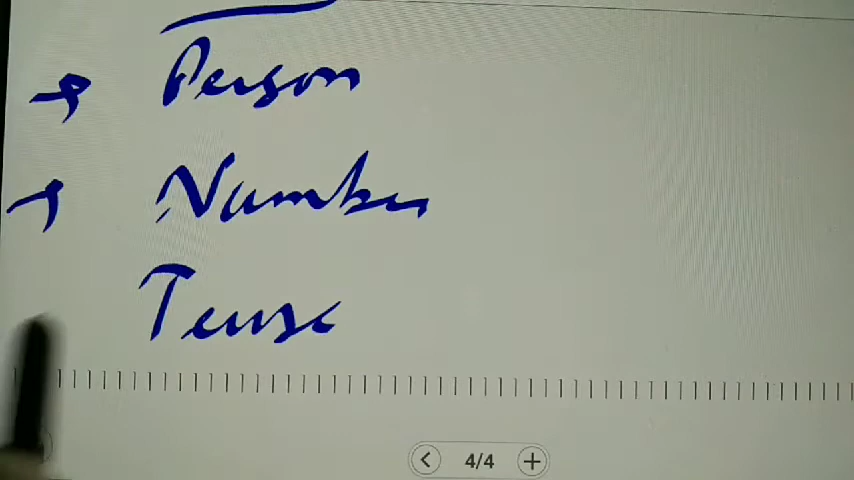 → Person
→ Number
Tense
4/4